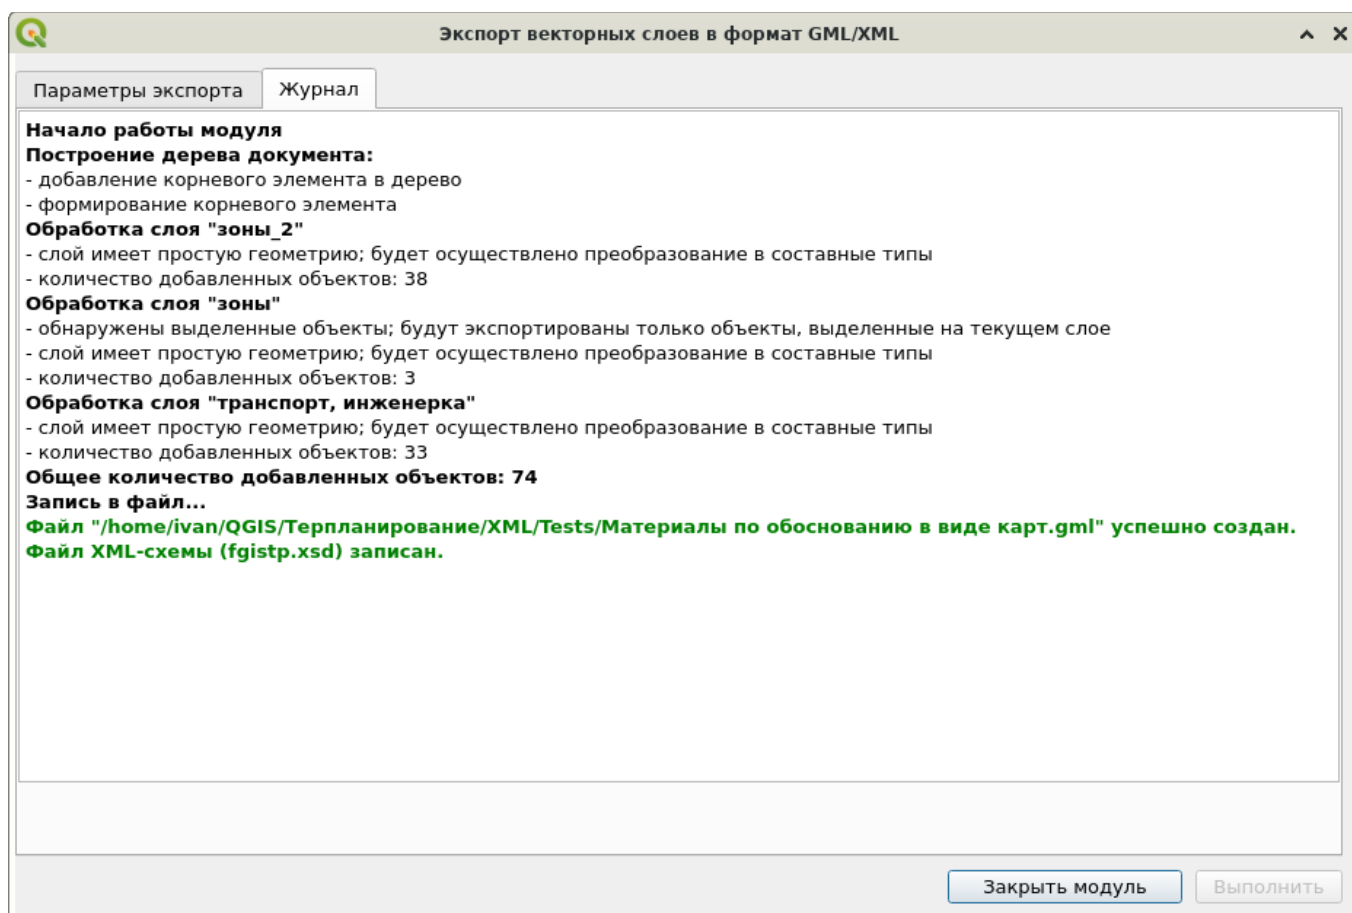 Экспорт векторных слоев в формат GML/XML
Параметры экспорта
Журнал
Начало работы модуля
Построение дерева документа:
- добавление корневого элемента в дерево
- формирование корневого элемента
Обработка слоя "зоны_2"
- слой имеет простую геометрию; будет осуществлено преобразование в составные типы
- количество добавленных объектов: 38
Обработка слоя "зоны"
- обнаружены выделенные объекты; будут экспортированы только объекты, выделенные на текущем слое
- слой имеет простую геометрию; будет осуществлено преобразование в составные типы
- количество добавленных объектов: 3
Обработка слоя "транспорт, инженерка"
- слой имеет простую геометрию; будет осуществлено преобразование в составные типы
- количество добавленных объектов: 33
Общее количество добавленных объектов: 74
Запись в файл...
Файл "/home/ivan/QGIS/Терпланирование/XML/Tests/Материалы по обоснованию в виде карт.gml" успешно создан.
Файл XML-схемы (fgistp.xsd) записан.
Закрыть модуль
Выполнить